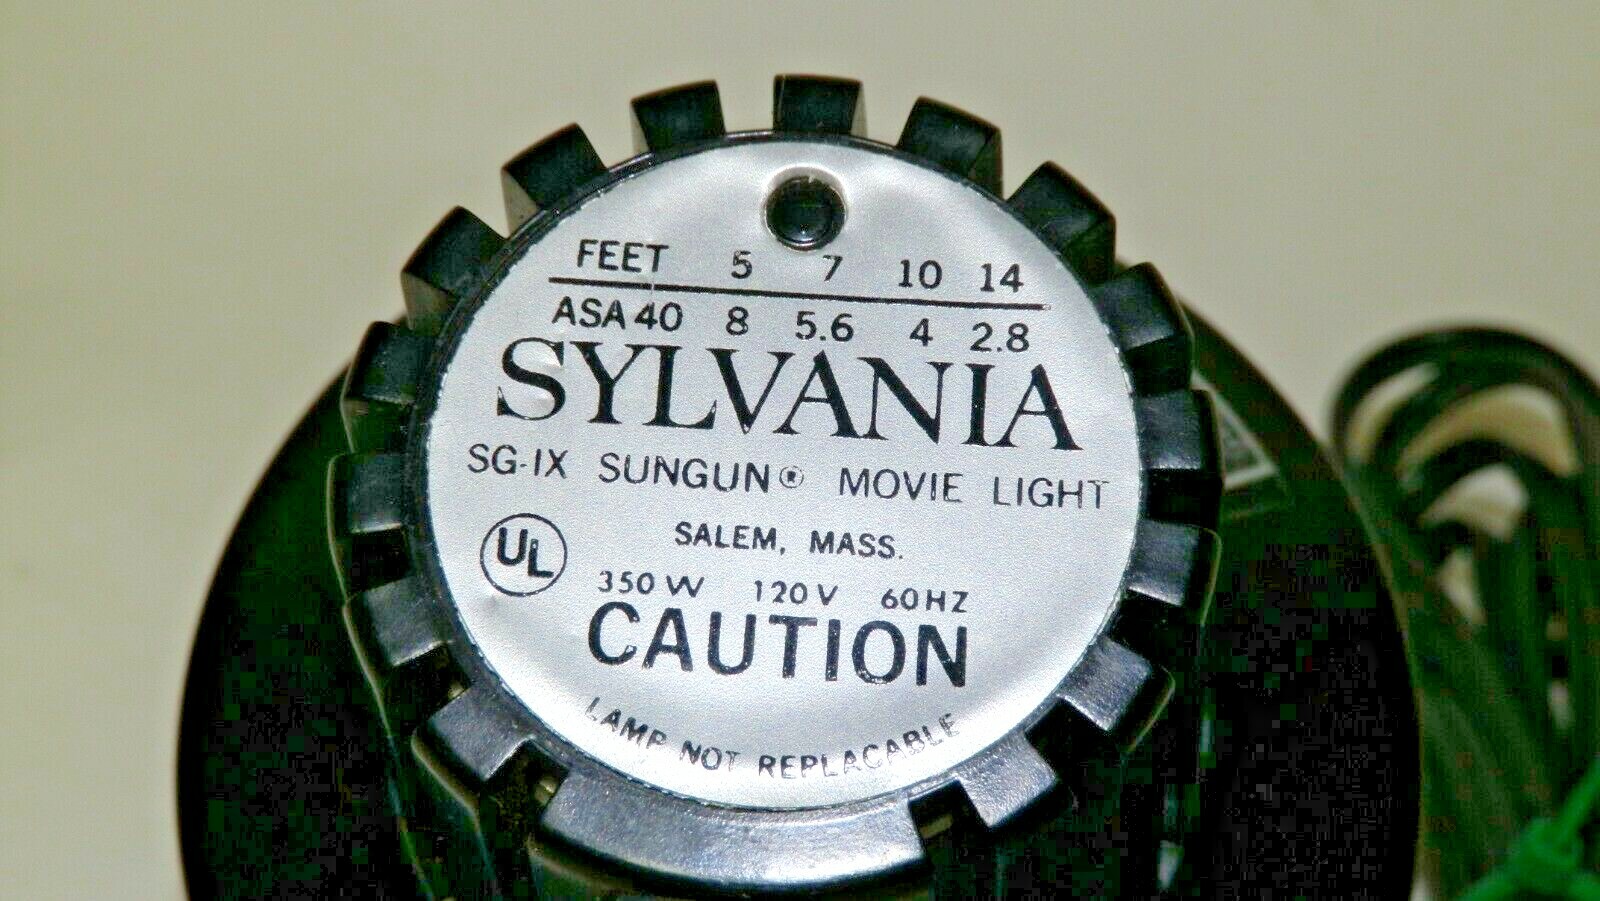 FEET 5 7 10 14
ASA 40 8 5.6 4 2.8
SYLVANIA
SG-IX SUNGUN® MOVIE LIGHT
SALEM, MASS.
UL
350 W 120 V 60 HZ
CAUTION
LAMP NOT REPLACABLE